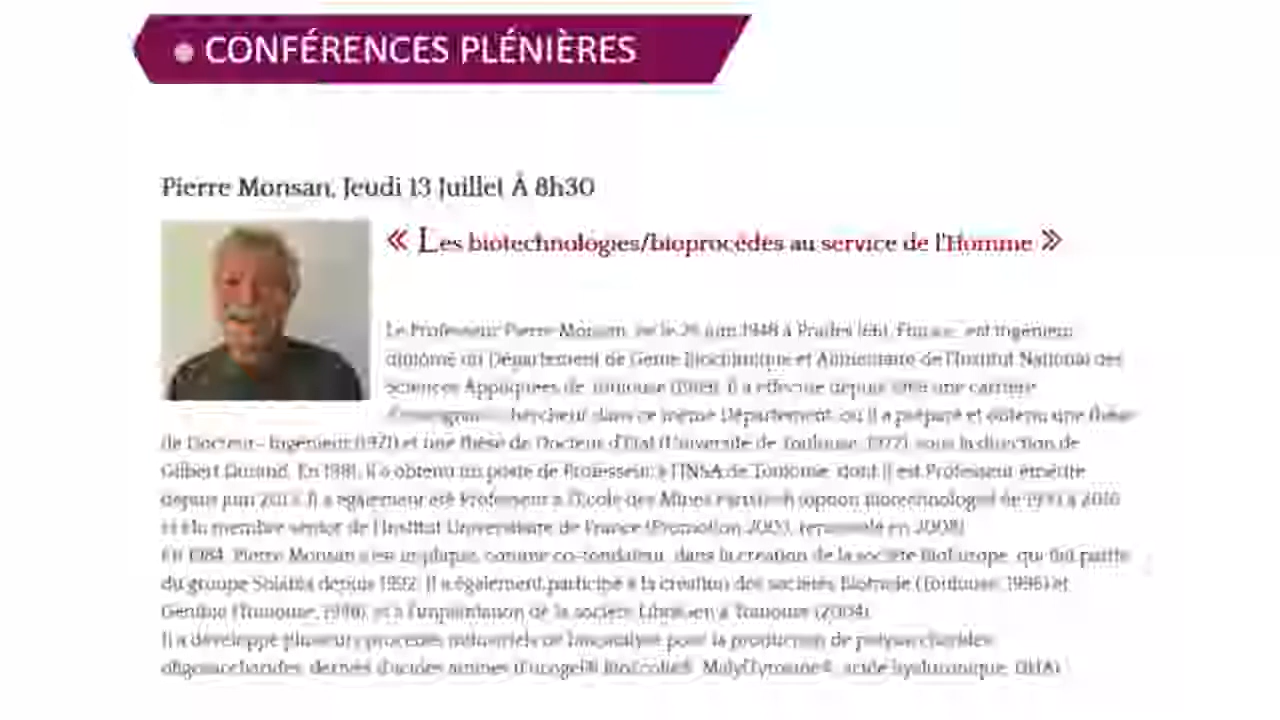 CONFÉRENCES PLÉNIÈRES
Pierre Monsan, Jeudi 13 Juillet À 8h30
« Les biotechnologies/bioprocédés au service de l'Homme »
Le Professeur Pierre Monsan, né le 25 juin 1948 à Prades (66), France, est Ingénieur
diplômé du Département de Génie Biochimique et Alimentaire de l'Institut National des
Sciences Appliquées de Toulouse Il a effectué depuis une carrière
chercheur dans ce même Département, où il a préparé et obtenu une thèse
de Docteur-Ingénieur (1971) et une thèse de Docteur d'Etat (Université de Toulouse, 1977), sous la direction de
Gilbert Durand. En 1981, il a obtenu un poste de Professeur à l'INSA de Toulouse, dont il est Professeur émérite
depuis juin Il a également été Professeur à l'Ecole des Mines Paristech (option Biotechnologie) de à 2010
et élu membre senior de l'Institut Universitaire de France (Promotion 2003, renouvelé en 2008)
En 1984, Pierre Monsan s'est impliqué, comme co-fondateur, dans la création de la société BioEurope, qui fait partie
du groupe Solabia depuis 1992. Il a également participé à la création des sociétés Biotrade (Toulouse, 1996) et
Genibio (Toulouse, 1998), et à l'implantation de la société LibraGen à Toulouse (2004).
Il a développé plusieurs procédés industriels de biocatalyse pour la production de polysaccharides,
oligosaccharides, dérivés d'acides aminés BioEcolia®, acide hyaluronique, DHA)